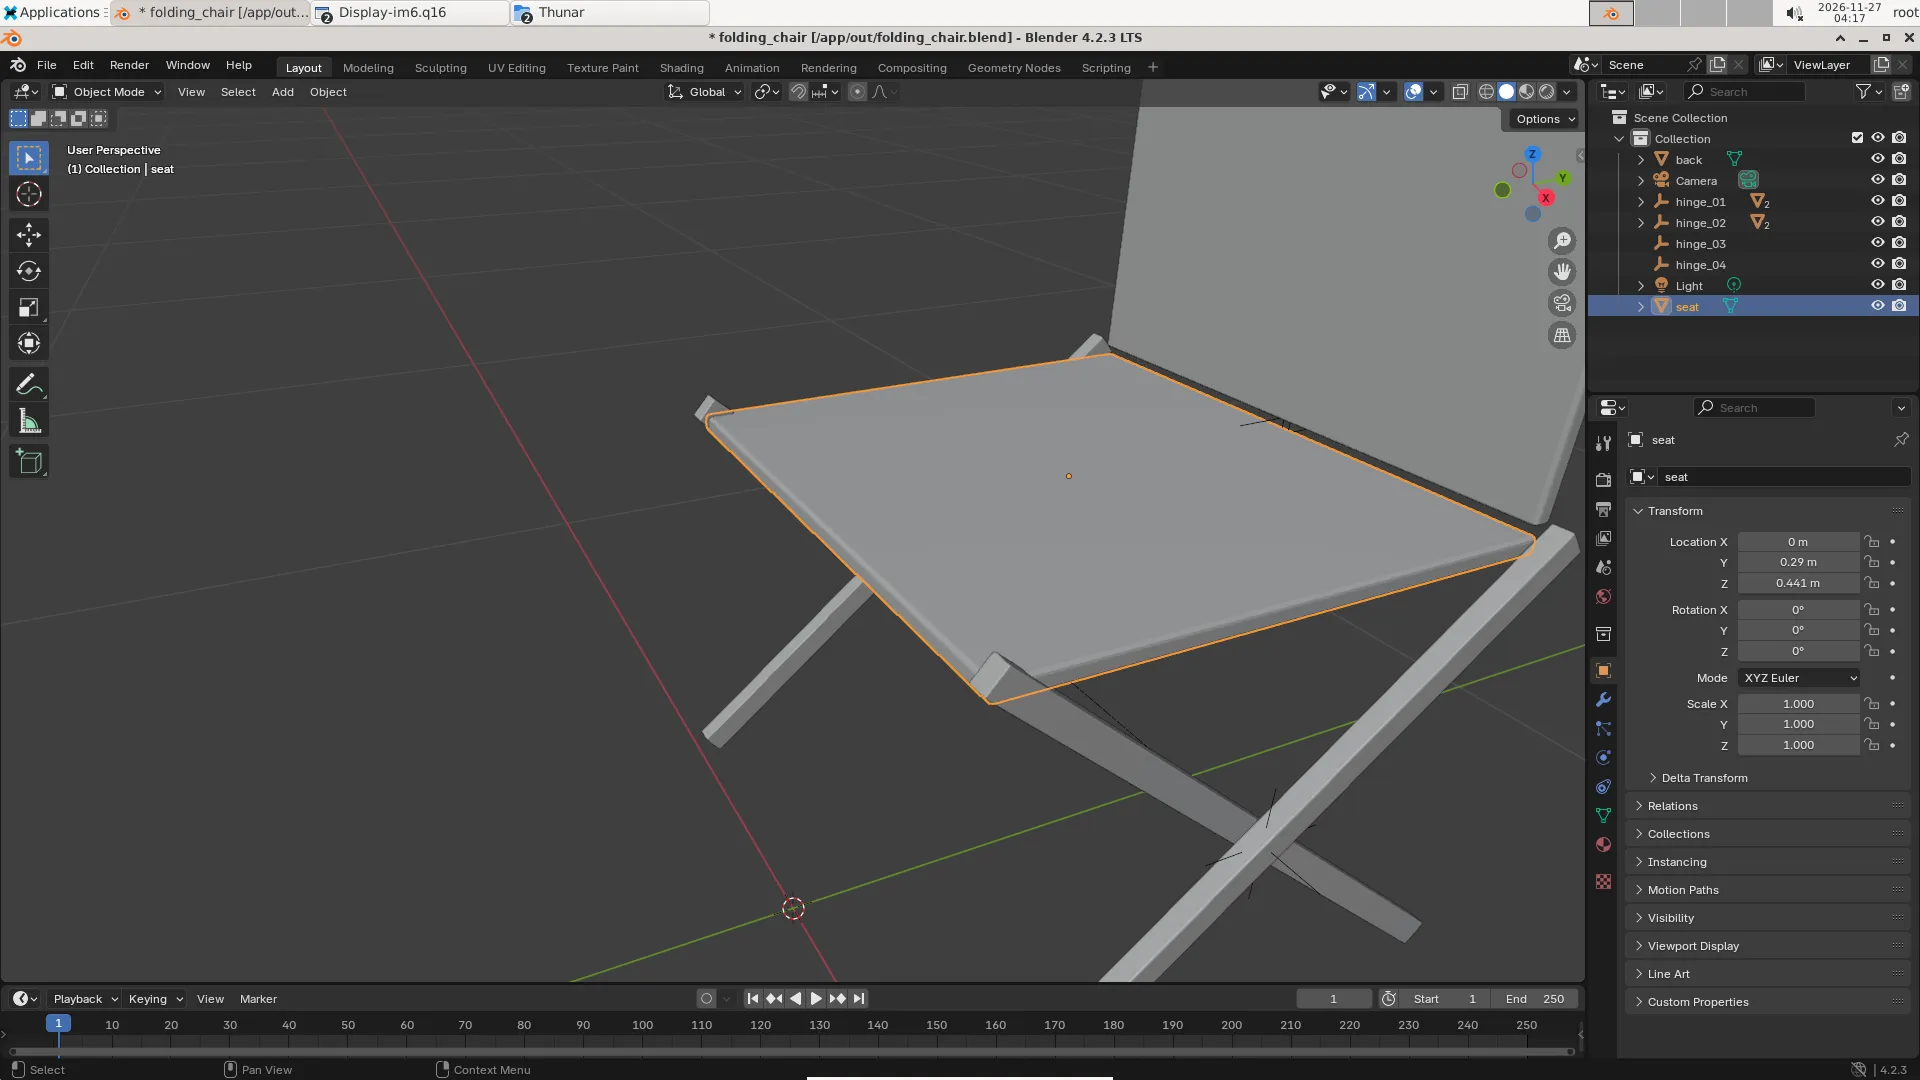 Applications
* folding_chair [/app/out...
Display-im6.q16
Thunar
2026-11-27
04:17
root
* folding_chair [/app/out/folding_chair.blend] - Blender 4.2.3 LTS
File Edit Render Window Help
Layout Modeling Sculpting UV Editing Texture Paint Shading Animation Rendering Compositing Geometry Nodes Scripting
Scene
ViewLayer
Object Mode View Select Add Object
Global
Search
Options
User Perspective
(1) Collection | seat
Z
Y
X
Scene Collection
Collection
back
Camera
hinge_01 2
hinge_02 2
hinge_03
hinge_04
Light
seat
Search
seat
seat
Transform
Location X 0 m
Y 0.29 m
Z 0.441 m
Rotation X 0°
Y 0°
Z 0°
Mode XYZ Euler
Scale X 1.000
Y 1.000
Z 1.000
Delta Transform
Relations
Collections
Instancing
Motion Paths
Visibility
Viewport Display
Line Art
Custom Properties
Playback Keying View Marker
1 Start 1 End 250
1 10 20 30 40 50 60 70 80 90 100 110 120 130 140 150 160 170 180 190 200 210 220 230 240 250
Select Pan View Context Menu
4.2.3